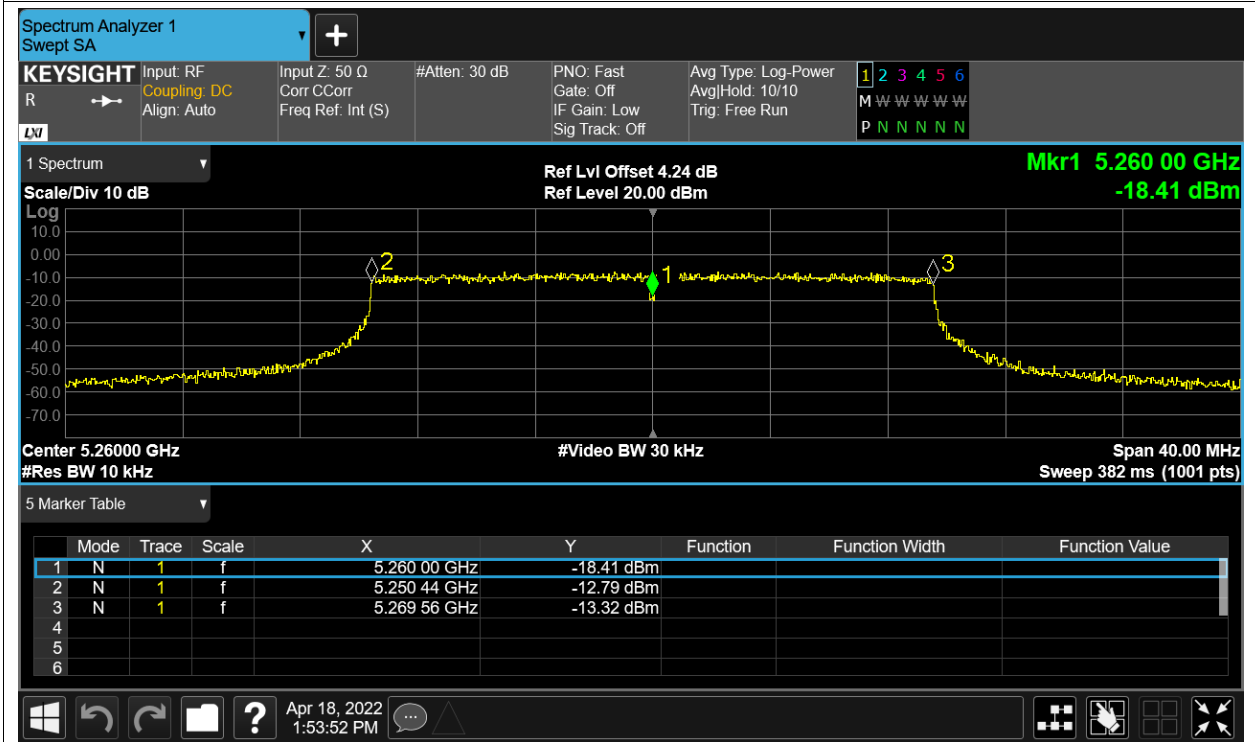 Spectrum Analyzer 1
Swept SA
+
KEYSIGHT
R
LXI
Input: RF
Coupling: DC
Align: Auto
Input Z: 50 Ω
Corr CCorr
Freq Ref: Int (S)
#Atten: 30 dB
PNO: Fast
Gate: Off
IF Gain: Low
Sig Track: Off
Avg Type: Log-Power
Avg|Hold: 10/10
Trig: Free Run
1 2 3 4 5 6
M W W W W W
P N N N N N
1 Spectrum
Scale/Div 10 dB
Ref Lvl Offset 4.24 dB
Ref Level 20.00 dBm
Mkr1 5.260 00 GHz
-18.41 dBm
Log
10.0
0.00
-10.0
-20.0
-30.0
-40.0
-50.0
-60.0
-70.0
2
1
3
Center 5.26000 GHz
#Res BW 10 kHz
#Video BW 30 kHz
Span 40.00 MHz
Sweep 382 ms (1001 pts)
5 Marker Table
Mode Trace Scale X Y Function Function Width Function Value
1 N 1 f 5.260 00 GHz -18.41 dBm
2 N 1 f 5.250 44 GHz -12.79 dBm
3 N 1 f 5.269 56 GHz -13.32 dBm
4
5
6
?
Apr 18, 2022
1:53:52 PM